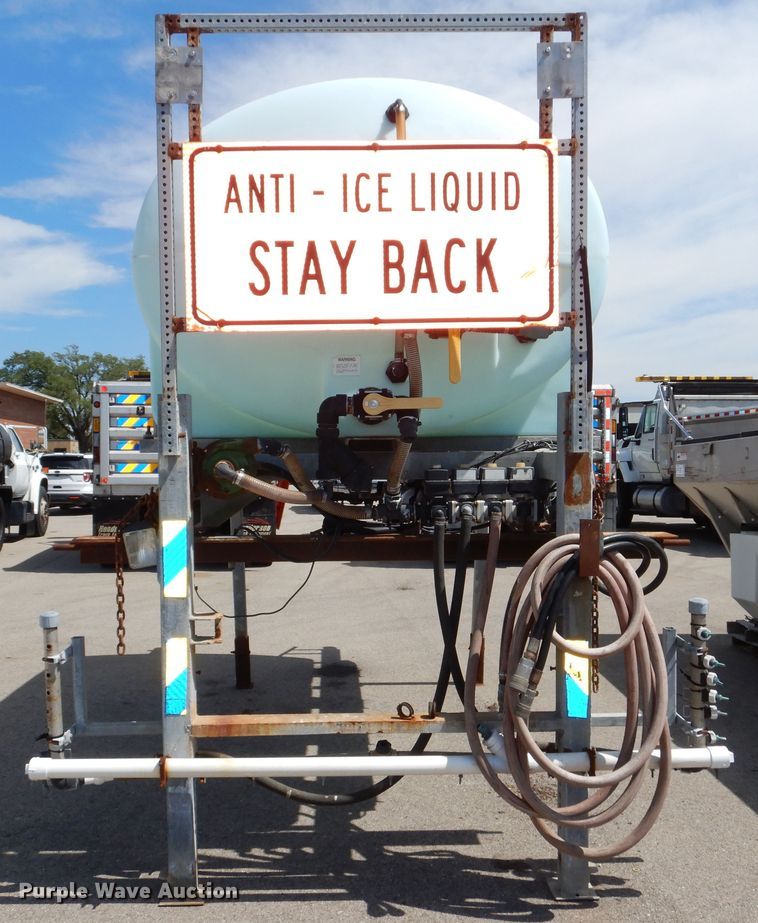 ANTI - ICE LIQUID
STAY BACK
WARNING
Purple Wave Auction